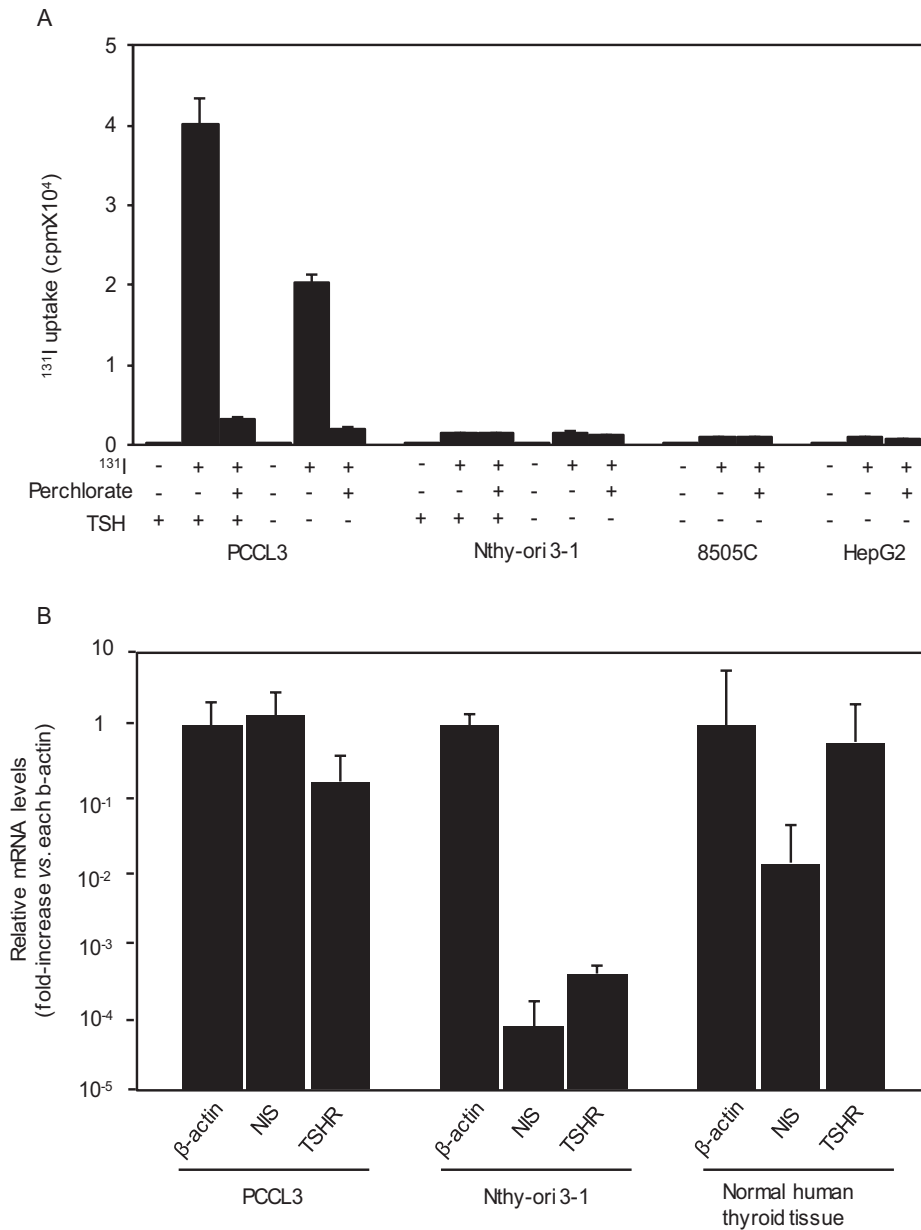 A
5
4
3
2
1
0
¹³¹I uptake (cpmX10⁴)
¹³¹I - + + - + + - + + - + + - + + - + +
Perchlorate - - + - - + - - + - - + - - + - - +
TSH + + + - - - + + + - - - - - - - - -
PCCL3 Nthy-ori 3-1 8505C HepG2
B
10
1
10⁻¹
10⁻²
10⁻³
10⁻⁴
10⁻⁵
Relative mRNA levels
(fold-increase vs. each b-actin)
β-actin NIS TSHR β-actin NIS TSHR β-actin NIS TSHR
PCCL3 Nthy-ori 3-1 Normal human
thyroid tissue